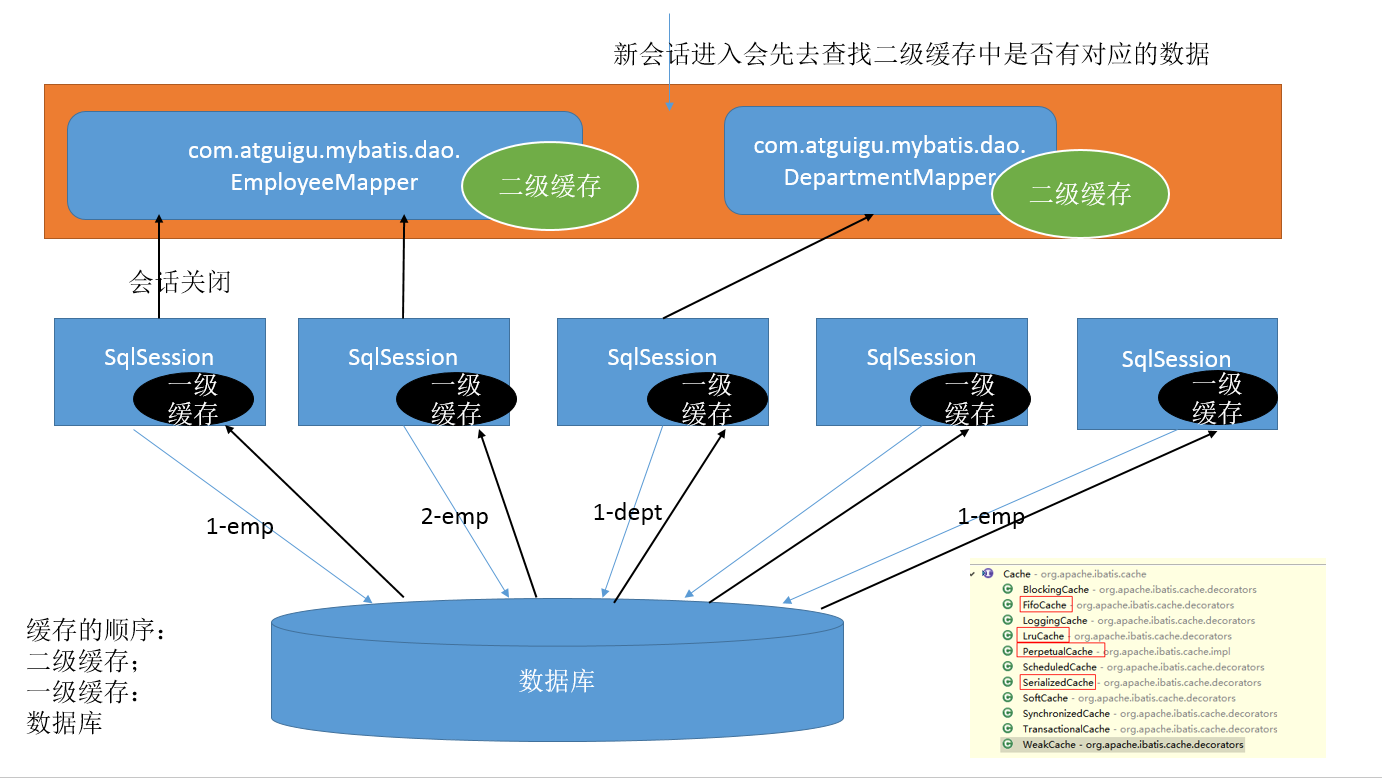 新会话进入会先去查找二级缓存中是否有对应的数据
com.atguigu.mybatis.dao.
EmployeeMapper
二级缓存
com.atguigu.mybatis.dao.
DepartmentMapper
二级缓存
会话关闭
SqlSession
一级
缓存
SqlSession
一级
缓存
SqlSession
一级
缓存
SqlSession
一级
缓存
SqlSession
一级
缓存
1-emp
2-emp
1-dept
1-emp
缓存的顺序：
二级缓存；
一级缓存：
数据库
数据库
Cache - org.apache.ibatis.cache
BlockingCache - org.apache.ibatis.cache.decorators
FifoCache - org.apache.ibatis.cache.decorators
LoggingCache - org.apache.ibatis.cache.decorators
LruCache - org.apache.ibatis.cache.decorators
PerpetualCache - org.apache.ibatis.cache.impl
ScheduledCache - org.apache.ibatis.cache.decorators
SerializedCache - org.apache.ibatis.cache.decorators
SoftCache - org.apache.ibatis.cache.decorators
SynchronizedCache - org.apache.ibatis.cache.decorators
TransactionalCache - org.apache.ibatis.cache.decorators
WeakCache - org.apache.ibatis.cache.decorators